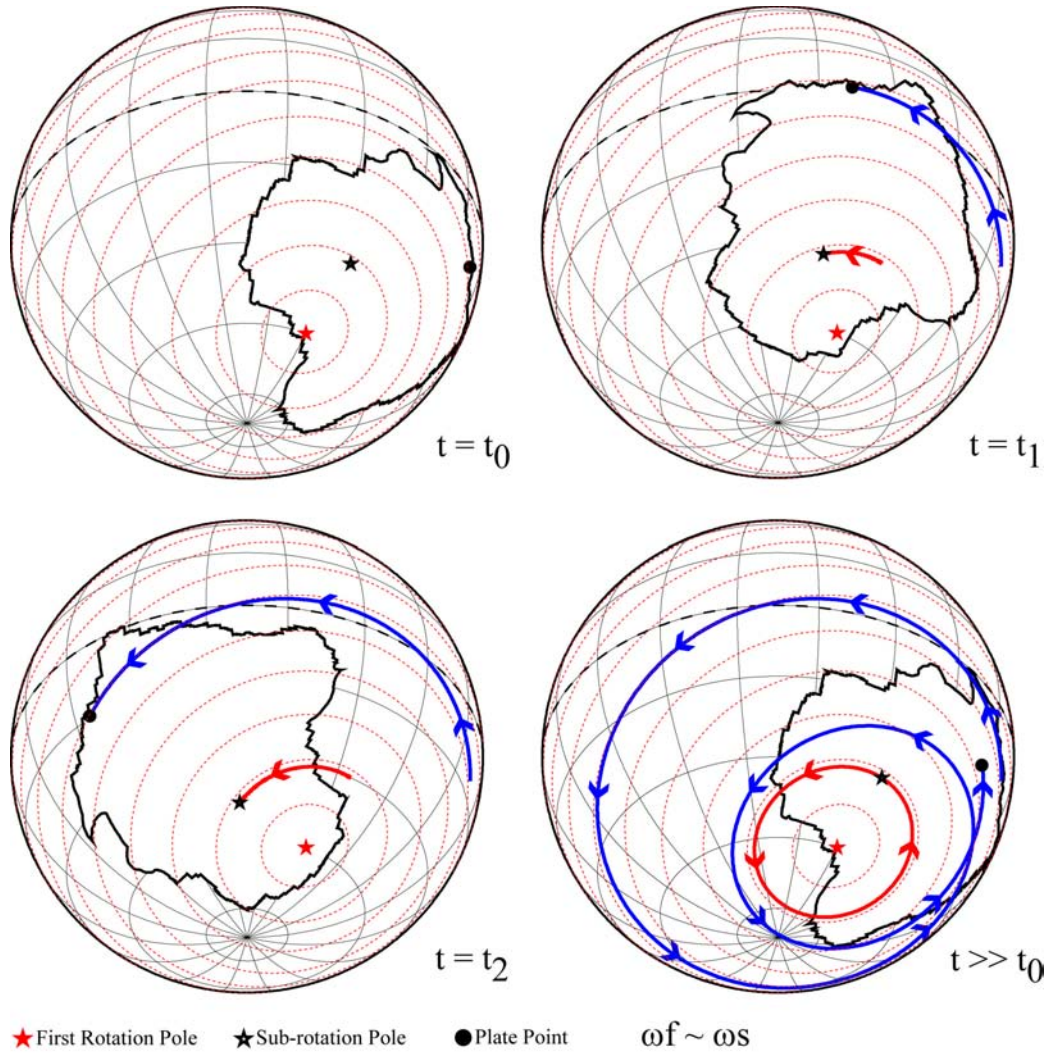 t = t0
t = t1
t = t2
t >> t0
First Rotation Pole
Sub-rotation Pole
Plate Point
ωf ~ ωs